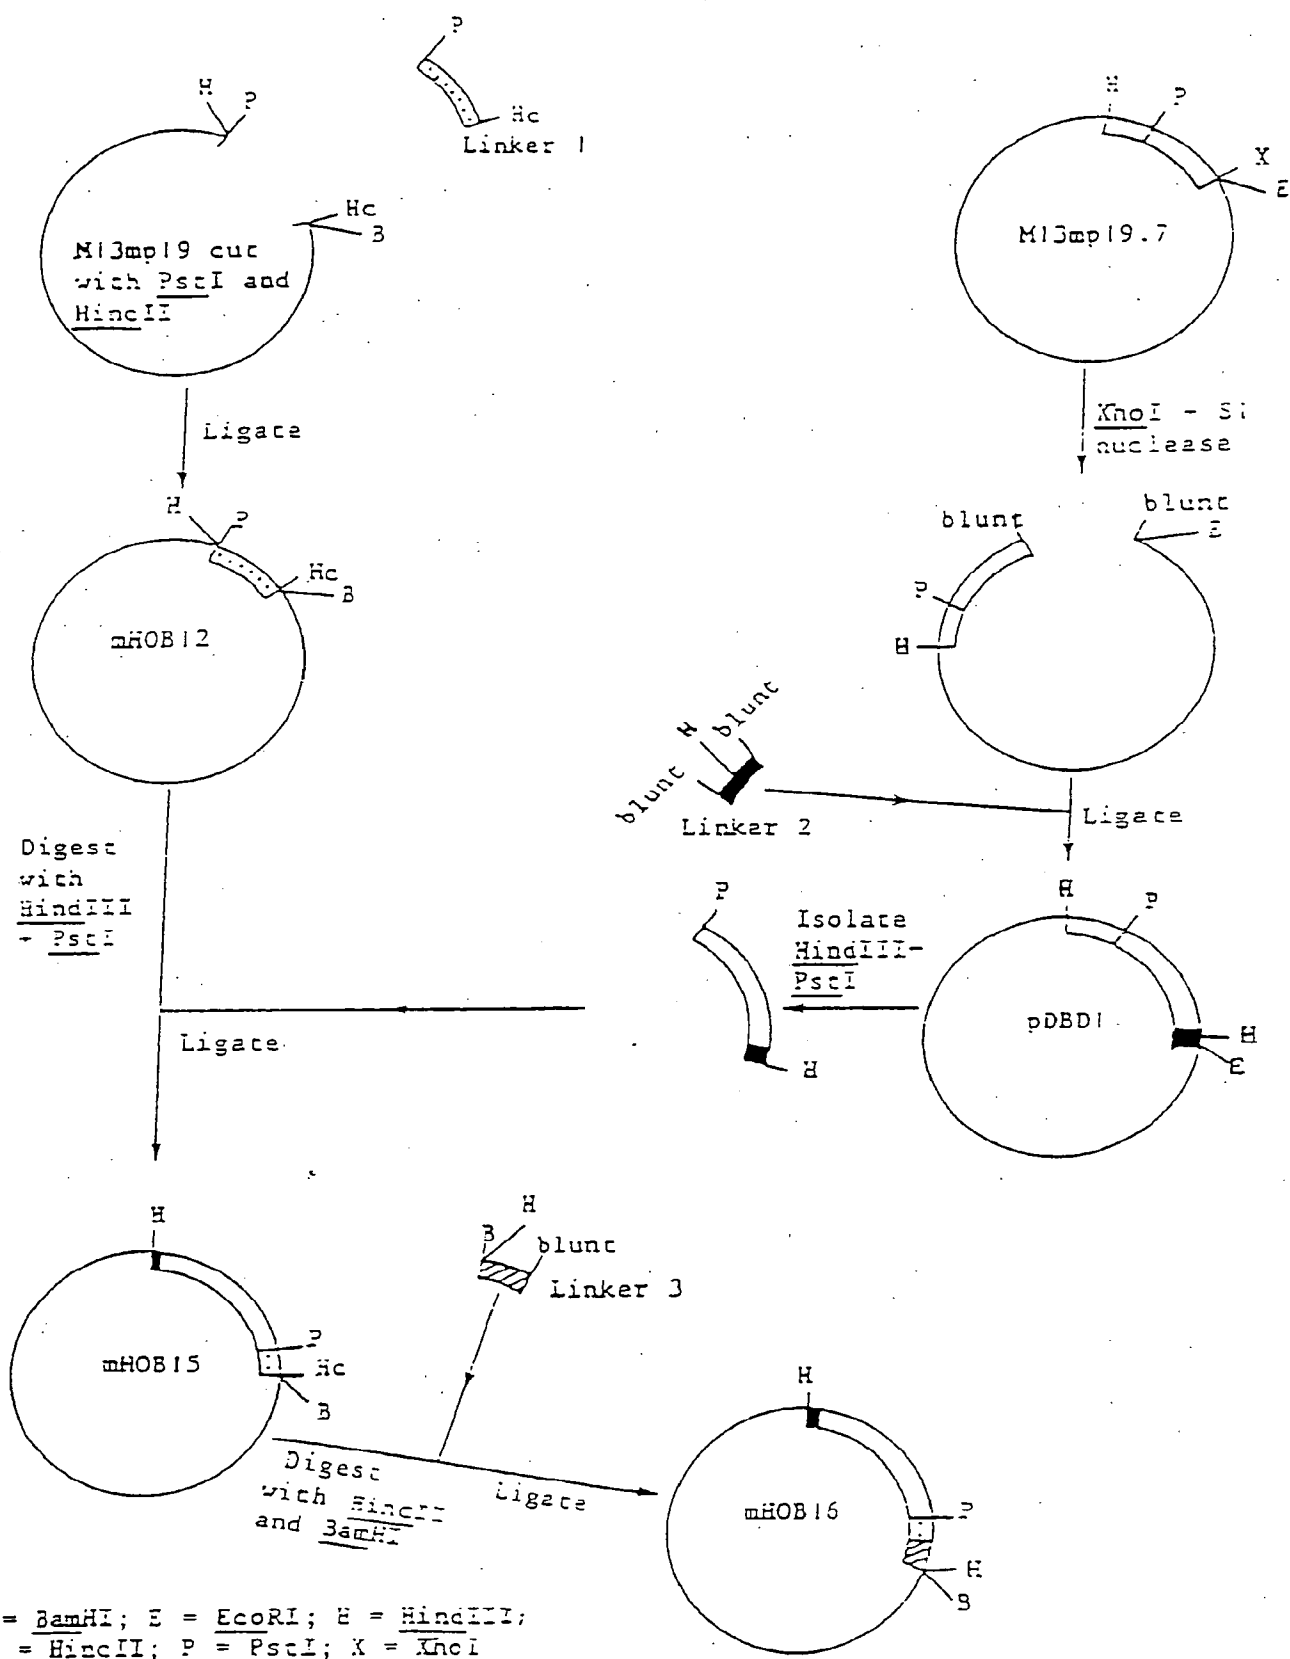 P
H
P
Hc
Linker 1
Hc
B
M13mp19 cut
with PstI and
HincII
H
P
X
E
M13mp19.7
Ligate
XhoI - S1
nuclease
H
P
Hc
B
mHOB12
blunt
blunt
E
P
H
H
blunt
blunt
Linker 2
Ligate
Digest
with
HindIII
- PstI
P
Isolate
HindIII-
PstI
H
H
P
pDBD1
H
E
Ligate
H
P
Hc
B
mHOB15
H
B
blunt
Linker 3
Digest
with HincII
and BamHI
Ligate
H
mHOB16
P
H
B
= BamHI; E = EcoRI; H = HindIII;
= HincII; P = PstI; X = XhoI